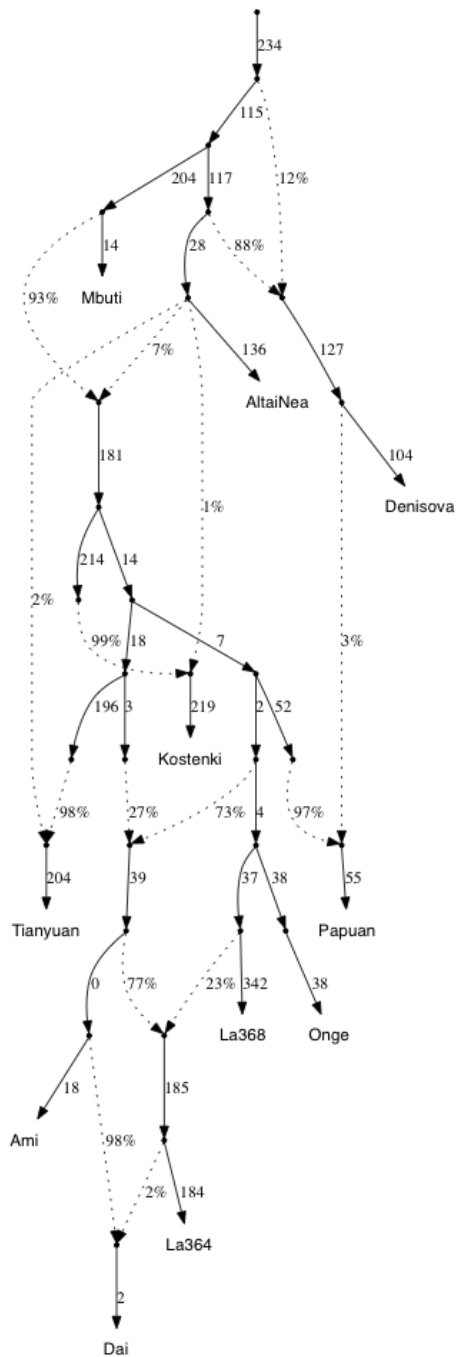 234
115
204 117 12%
14 28 88%
Mbuti
93% 7% 136 127
AltaiNea
181 104
Denisova
1%
214 14
2% 99% 18 7 3%
196 3 219 2 52
Kostenki
98% 27% 73% 4 97%
204 39 37 38 55
Tianyuan Papuan
0 77% 23% 342 38
La368 Onge
18 185
Ami 98%
2% 184
La364
2
Dai